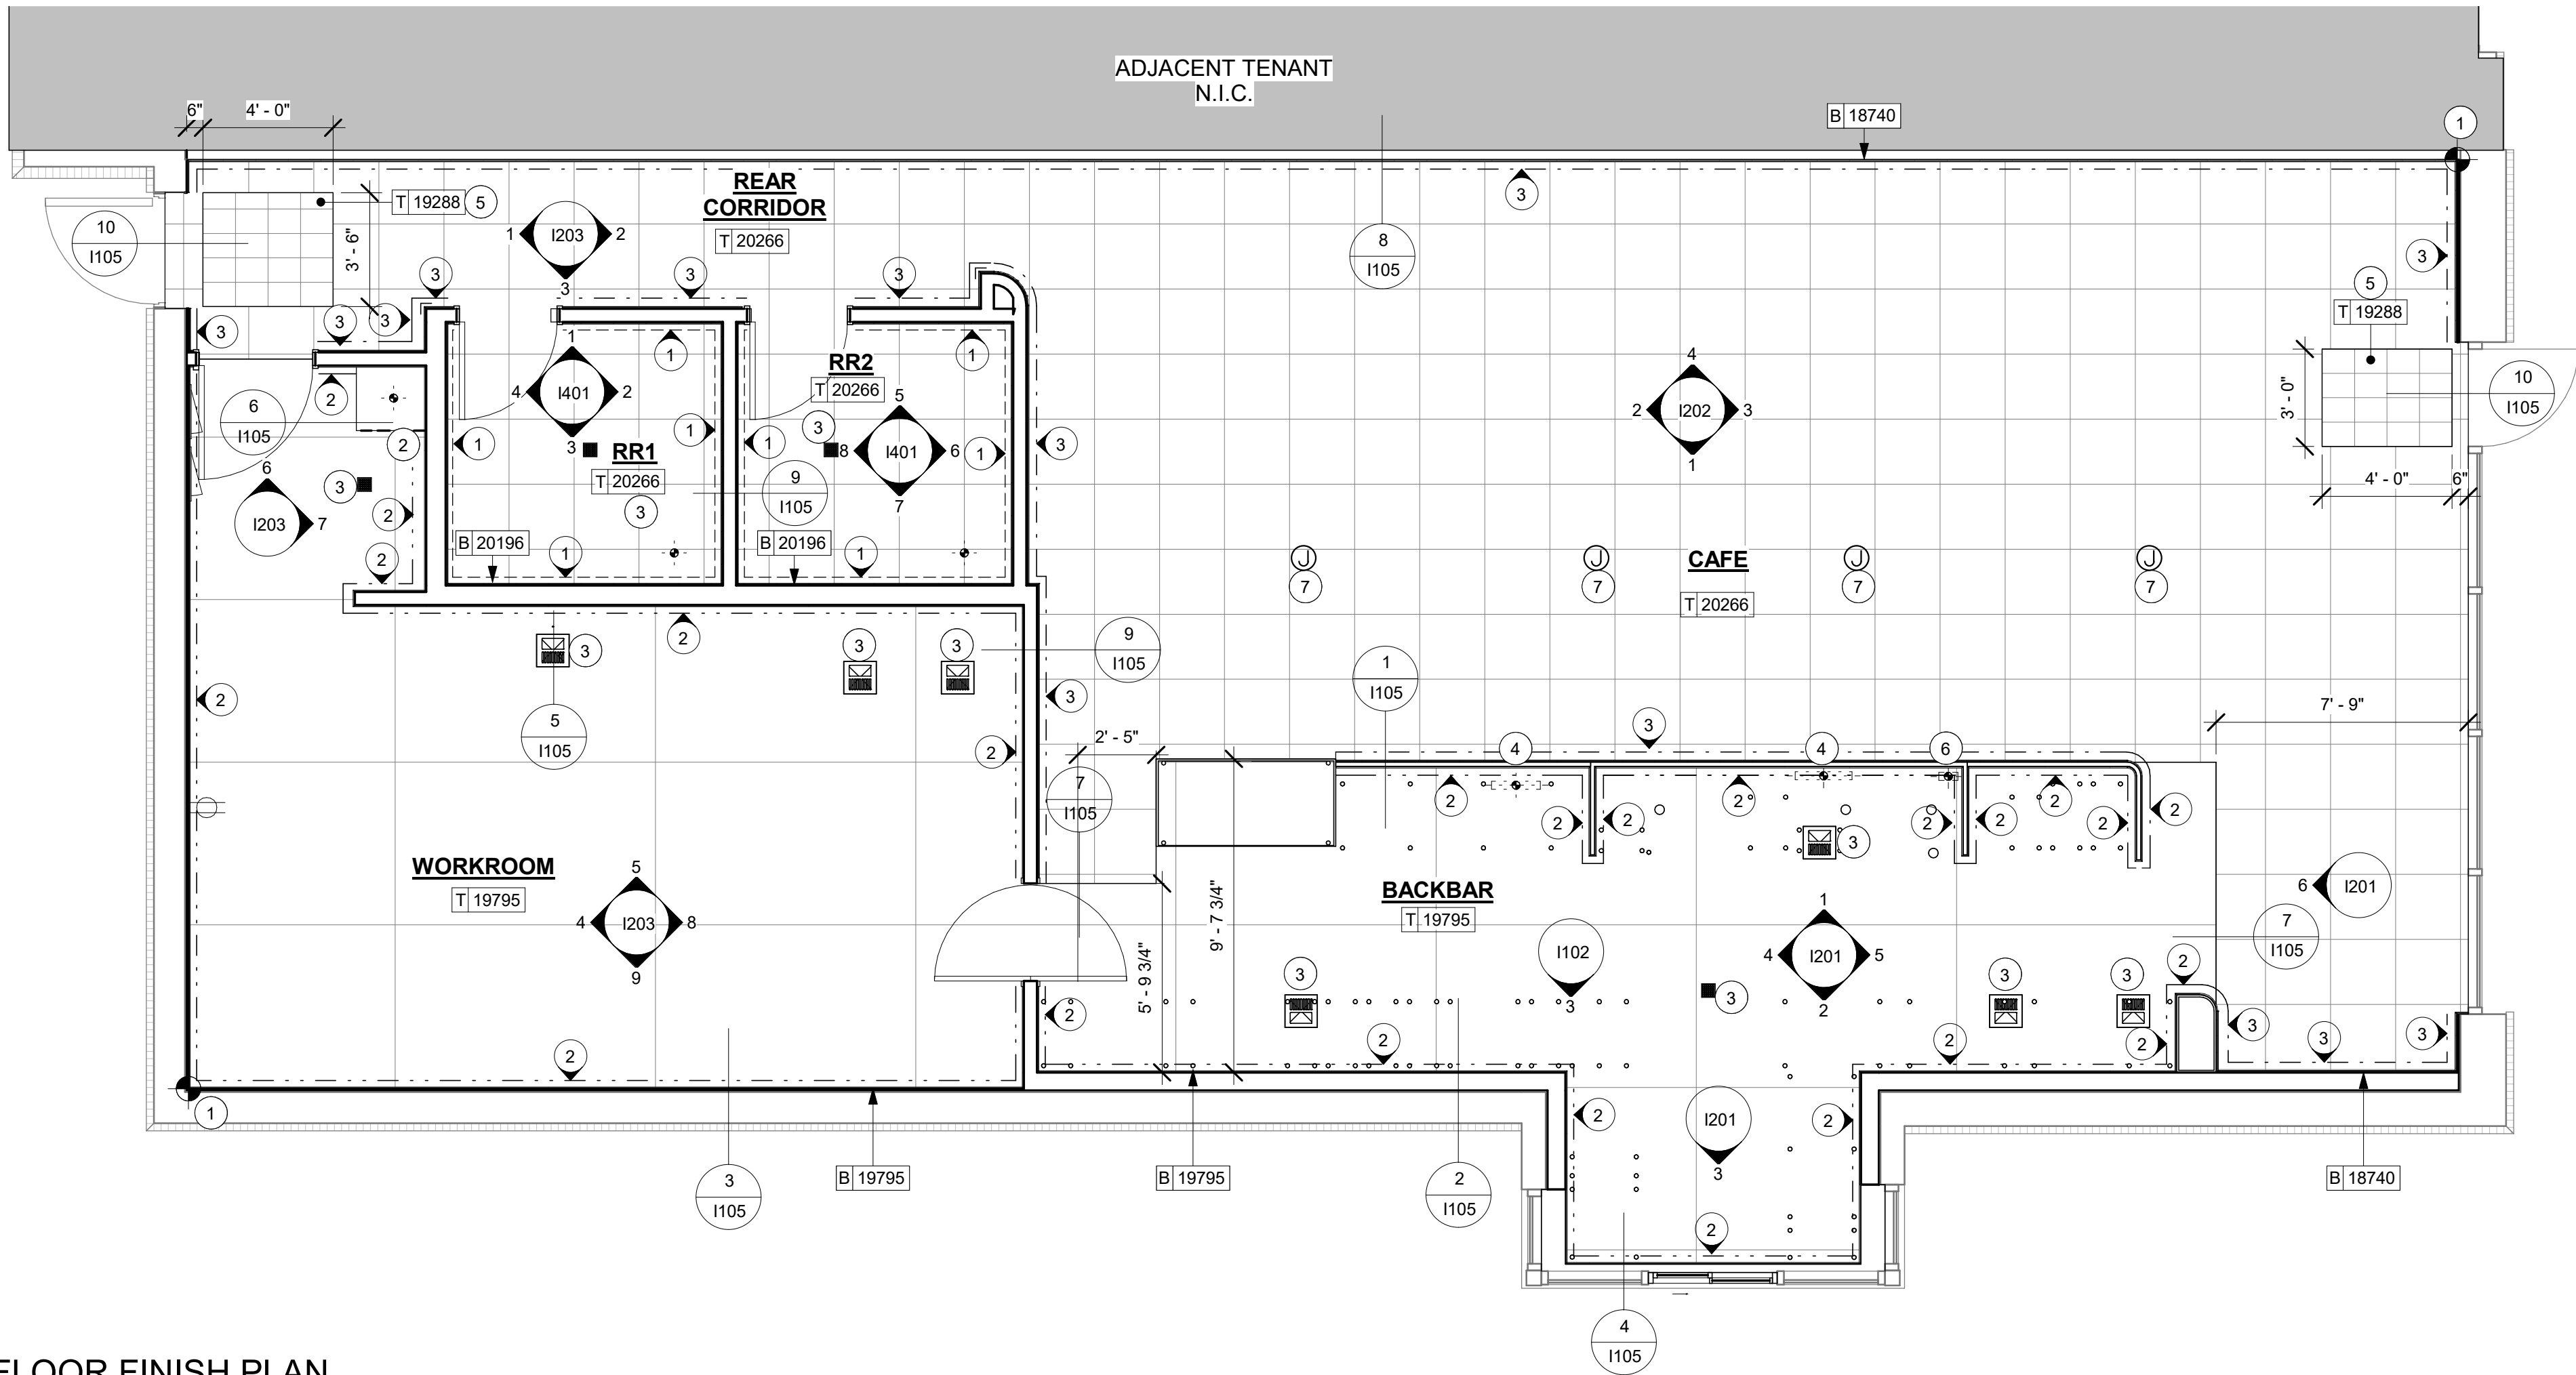 ADJACENT TENANT
N.I.C.
6" 4' - 0"
B 18740
1
REAR
CORRIDOR
T 20266
T 19288 5
3
10
I105
3' - 6"
1 I203 2
3
8
I105
3
3 3 3
5
T 19288
3 3 3
1 1
RR2
T 20266
1
4 I401 2
3
5
8 I401 6
7
4
2 I202 3
1
3' - 0"
10
I105
6
I105
2
2
1 1 3 1 1 3
RR1
T 20266
3
9
I105
4' - 0" 6"
6
I203 7
3
2
2
B 20196 1
B 20196 1
J J J J
7 7 7 7
CAFE
T 20266
3 2 3 3
9
I105
1
I105
2 3
5
I105
2
2' - 5"
7' - 9"
3
4 4 6
7
I105
2 2 2 2
2 2 2 2 2
3
WORKROOM
T 19795
5
4 I203 8
9
BACKBAR
T 19795
9' - 7 3/4"
5' - 9 3/4"
I102
3
1
4 I201 5
2
6 I201
7
I105
3 3 3 3 2
2 2 2 2 3 3 3
2
1
2 2
I201
3
3
I105
B 19795
B 19795
2
I105
B 18740
2
4
I105
FLOOR FINISH PLAN